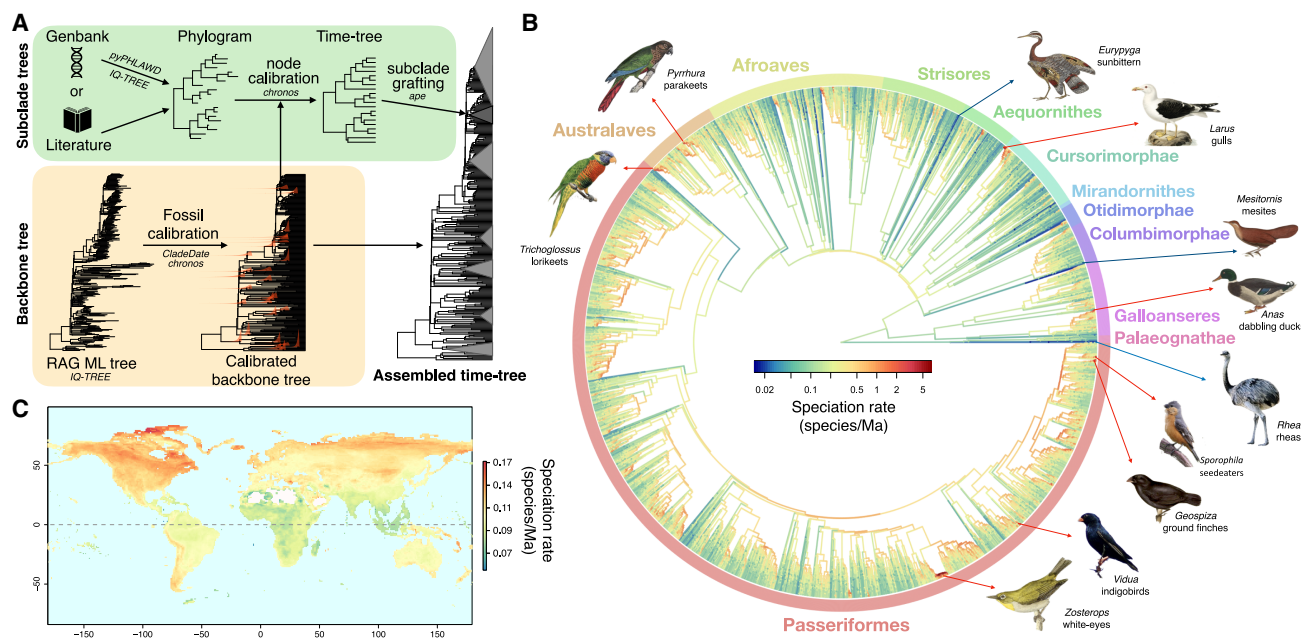 A
Subclade trees
Genbank
or
Literature
pyPHLAWD
IQ-TREE
Phylogram
node
calibration
chronos
Time-tree
subclade
grafting
ape
Backbone tree
RAG ML tree
IQ-TREE
Fossil
calibration
CladeDate
chronos
Calibrated
backbone tree
Assembled time-tree
B
Afroaves
Strisores
Aequornithes
Cursorimorphae
Mirandornithes
Otidimorphae
Columbimorphae
Galloanseres
Palaeognathae
Passeriformes
Australaves
Pyrrhura
parakeets
Trichoglossus
lorikeets
Eurypyga
sunbittern
Larus
gulls
Mesitornis
mesites
Anas
dabbling duck
Rhea
rheas
Sporophila
seedeaters
Geospiza
ground finches
Vidua
indigobirds
Zosterops
white-eyes
0.02 0.1 0.5 1 2 5
Speciation rate
(species/Ma)
C
50
0
−50
−150 −100 −50 0 50 100 150
0.17
0.14
0.11
0.09
0.07
Speciation rate
(species/Ma)